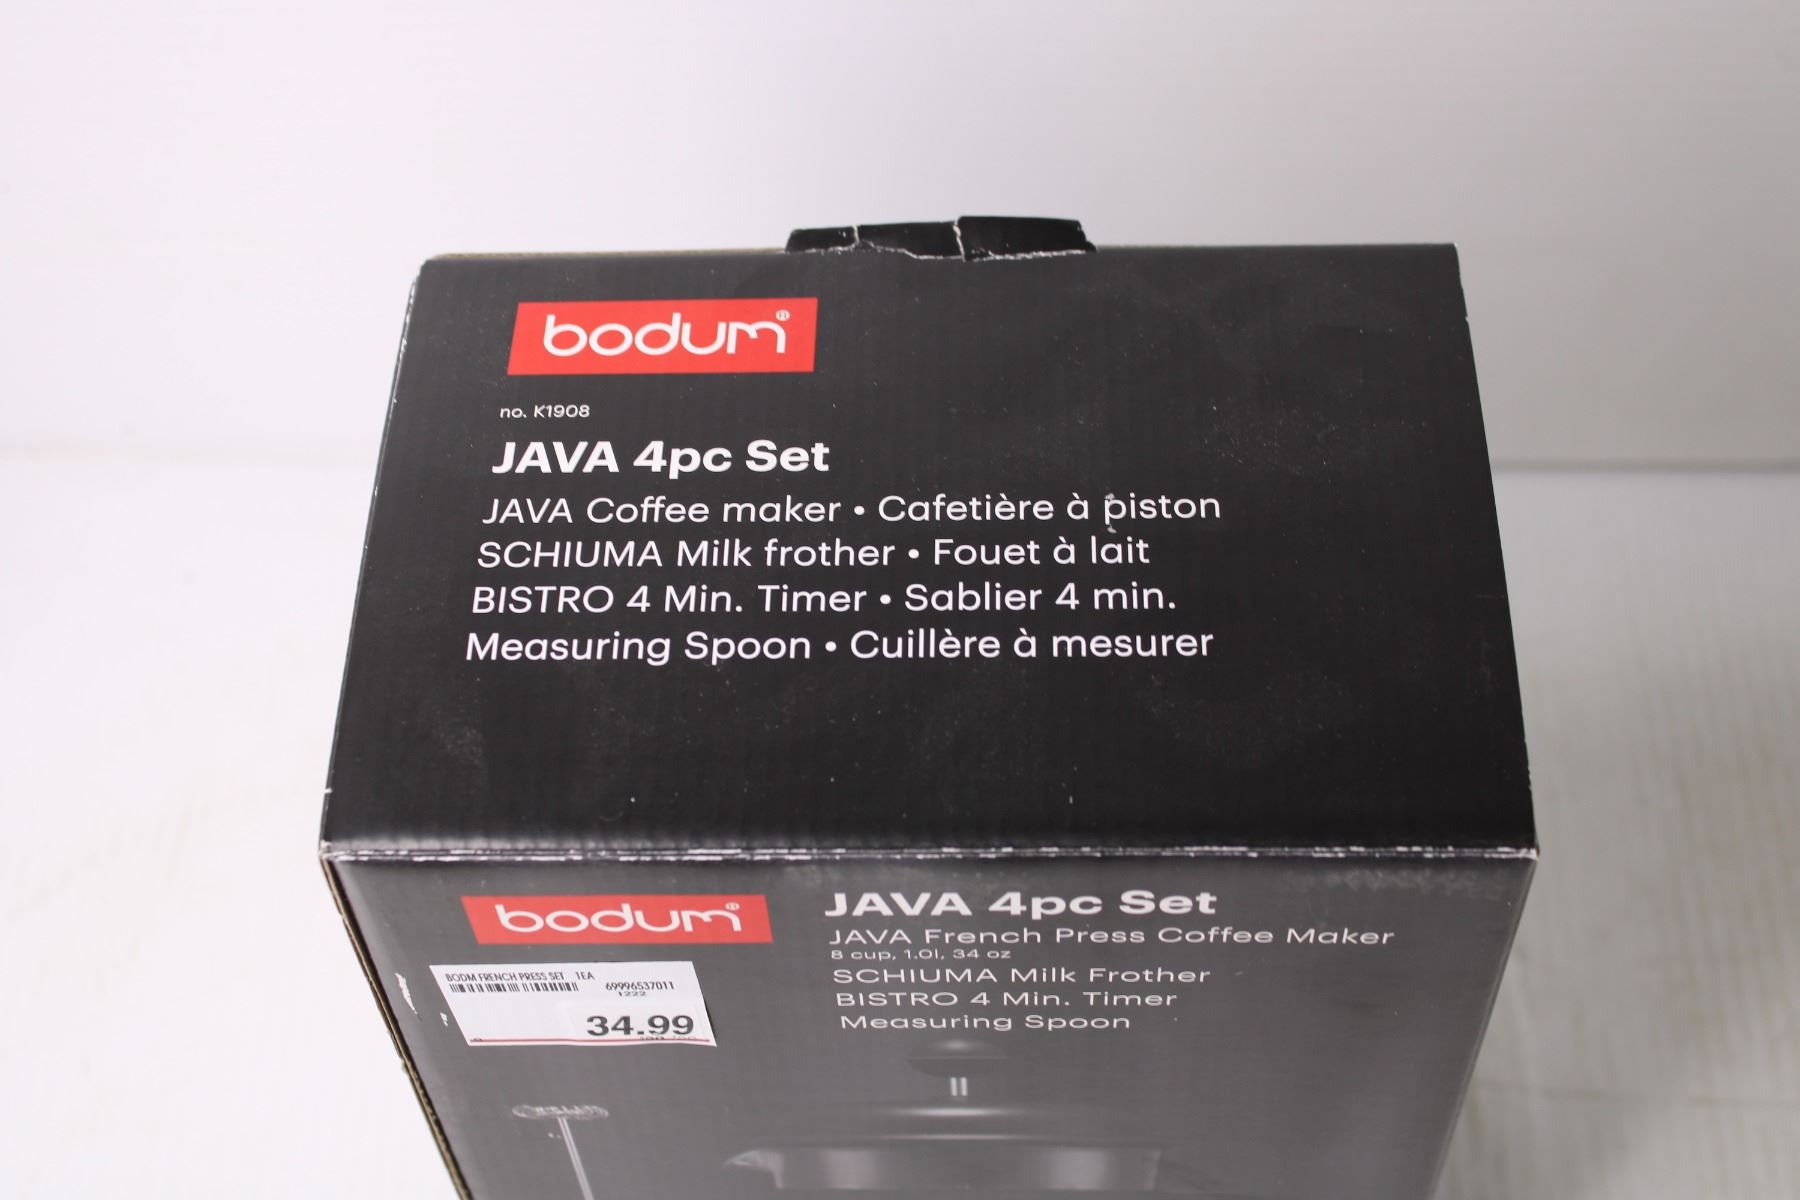 bodum®
no. K1908
JAVA 4pc Set
JAVA Coffee maker • Cafetière à piston
SCHIUMA Milk frother • Fouet à lait
BISTRO 4 Min. Timer • Sablier 4 min.
Measuring Spoon • Cuillère à mesurer
bodum®
JAVA 4pc Set
JAVA French Press Coffee Maker
8 cup, 1.0l, 34 oz
SCHIUMA Milk Frother
BISTRO 4 Min. Timer
Measuring Spoon
BODM FRENCH PRESS SET 1EA
69996537011
1222
34.99